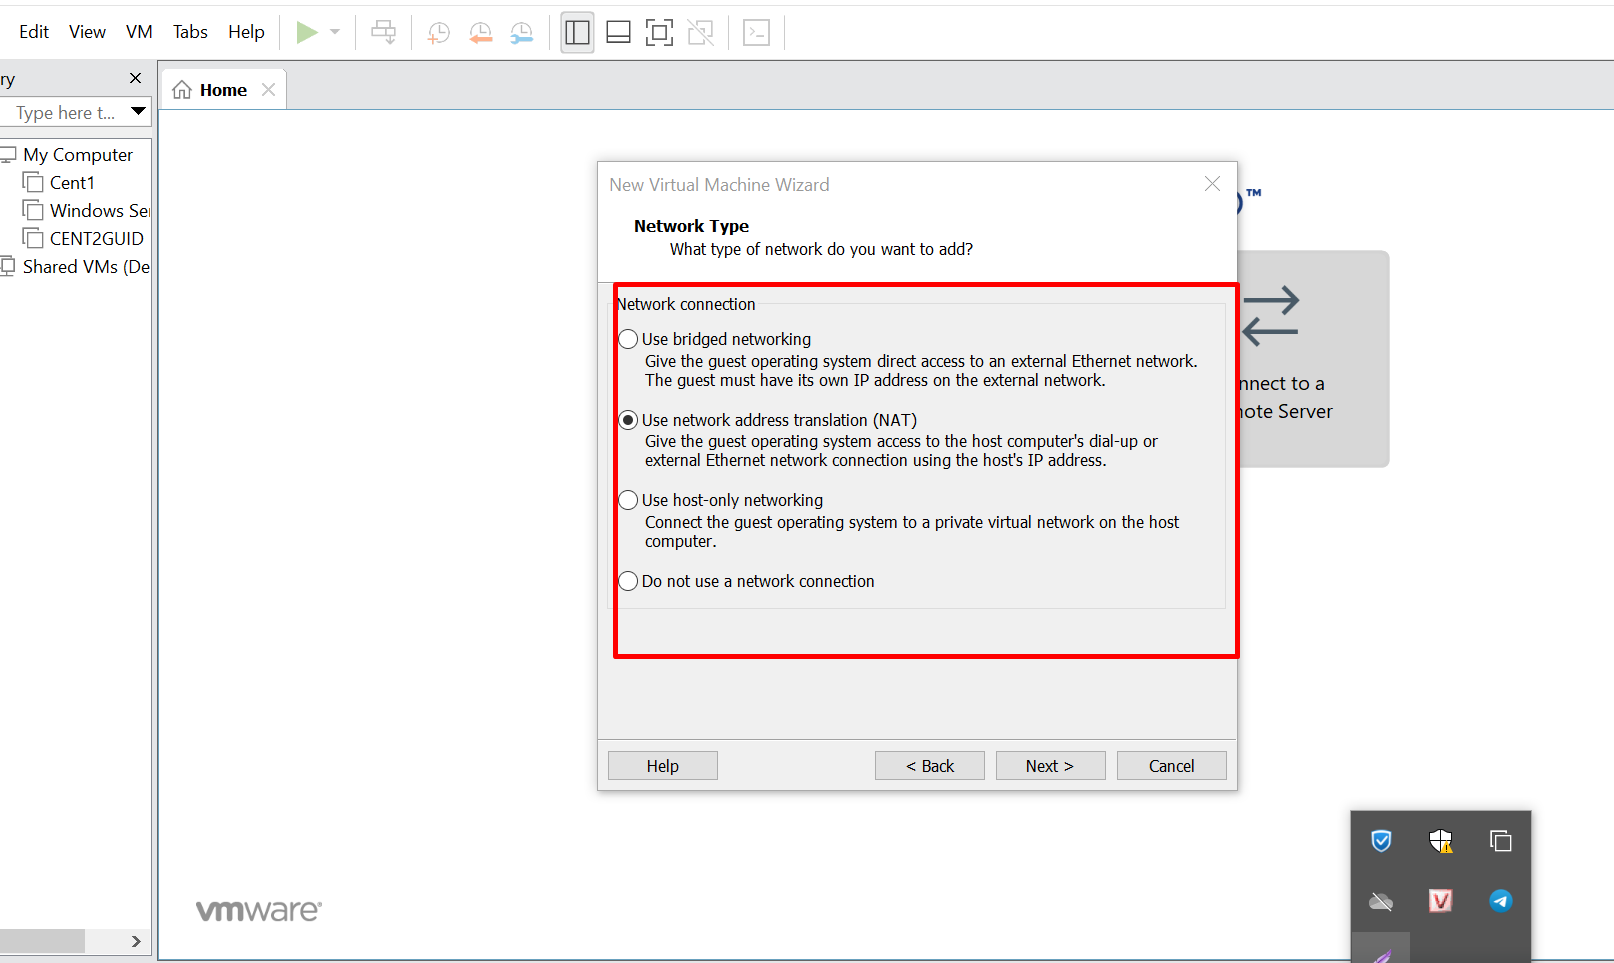 Edit View VM Tabs Help
ry
Type here t...
My Computer
Cent1
Windows Se
CENT2GUID
Shared VMs (De
Home
TM
New Virtual Machine Wizard
Network Type
What type of network do you want to add?
Network connection
Use bridged networking
Give the guest operating system direct access to an external Ethernet network.
The guest must have its own IP address on the external network.
Use network address translation (NAT)
Give the guest operating system access to the host computer's dial-up or
external Ethernet network connection using the host's IP address.
Use host-only networking
Connect the guest operating system to a private virtual network on the host
computer.
Do not use a network connection
Help < Back Next > Cancel
nnect to a
ote Server
vmware